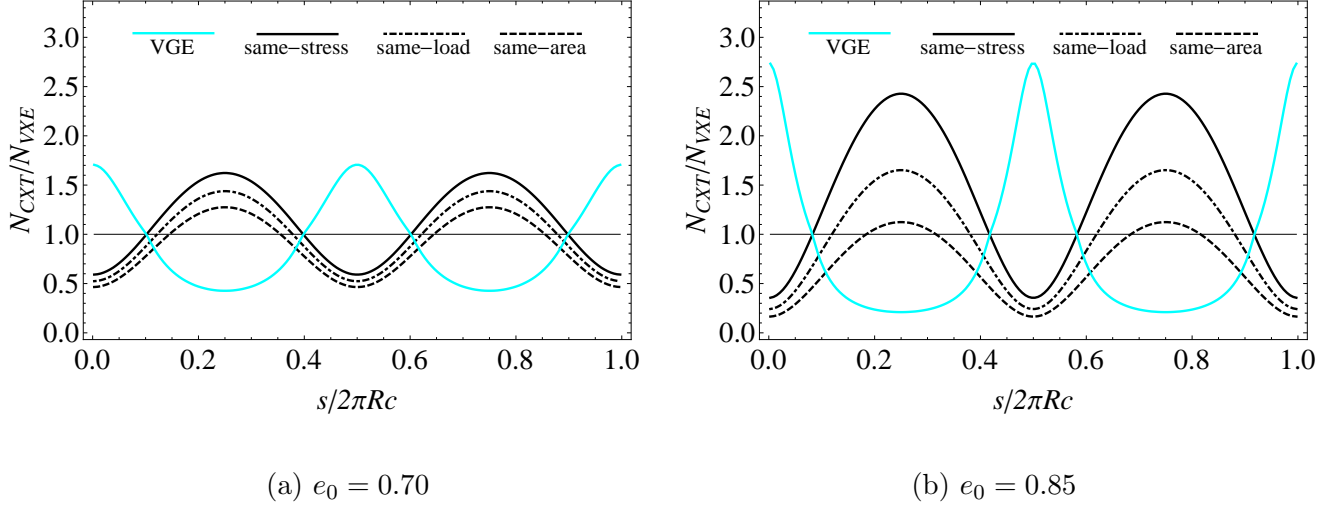 VGE same−stress same−load same−area
N_CXT/N_VXE
3.0
2.5
2.0
1.5
1.0
0.5
0.0
0.0 0.2 0.4 0.6 0.8 1.0
s/2πRc
(a) e₀ = 0.70
VGE same−stress same−load same−area
N_CXT/N_VXE
3.0
2.5
2.0
1.5
1.0
0.5
0.0
0.0 0.2 0.4 0.6 0.8 1.0
s/2πRc
(b) e₀ = 0.85